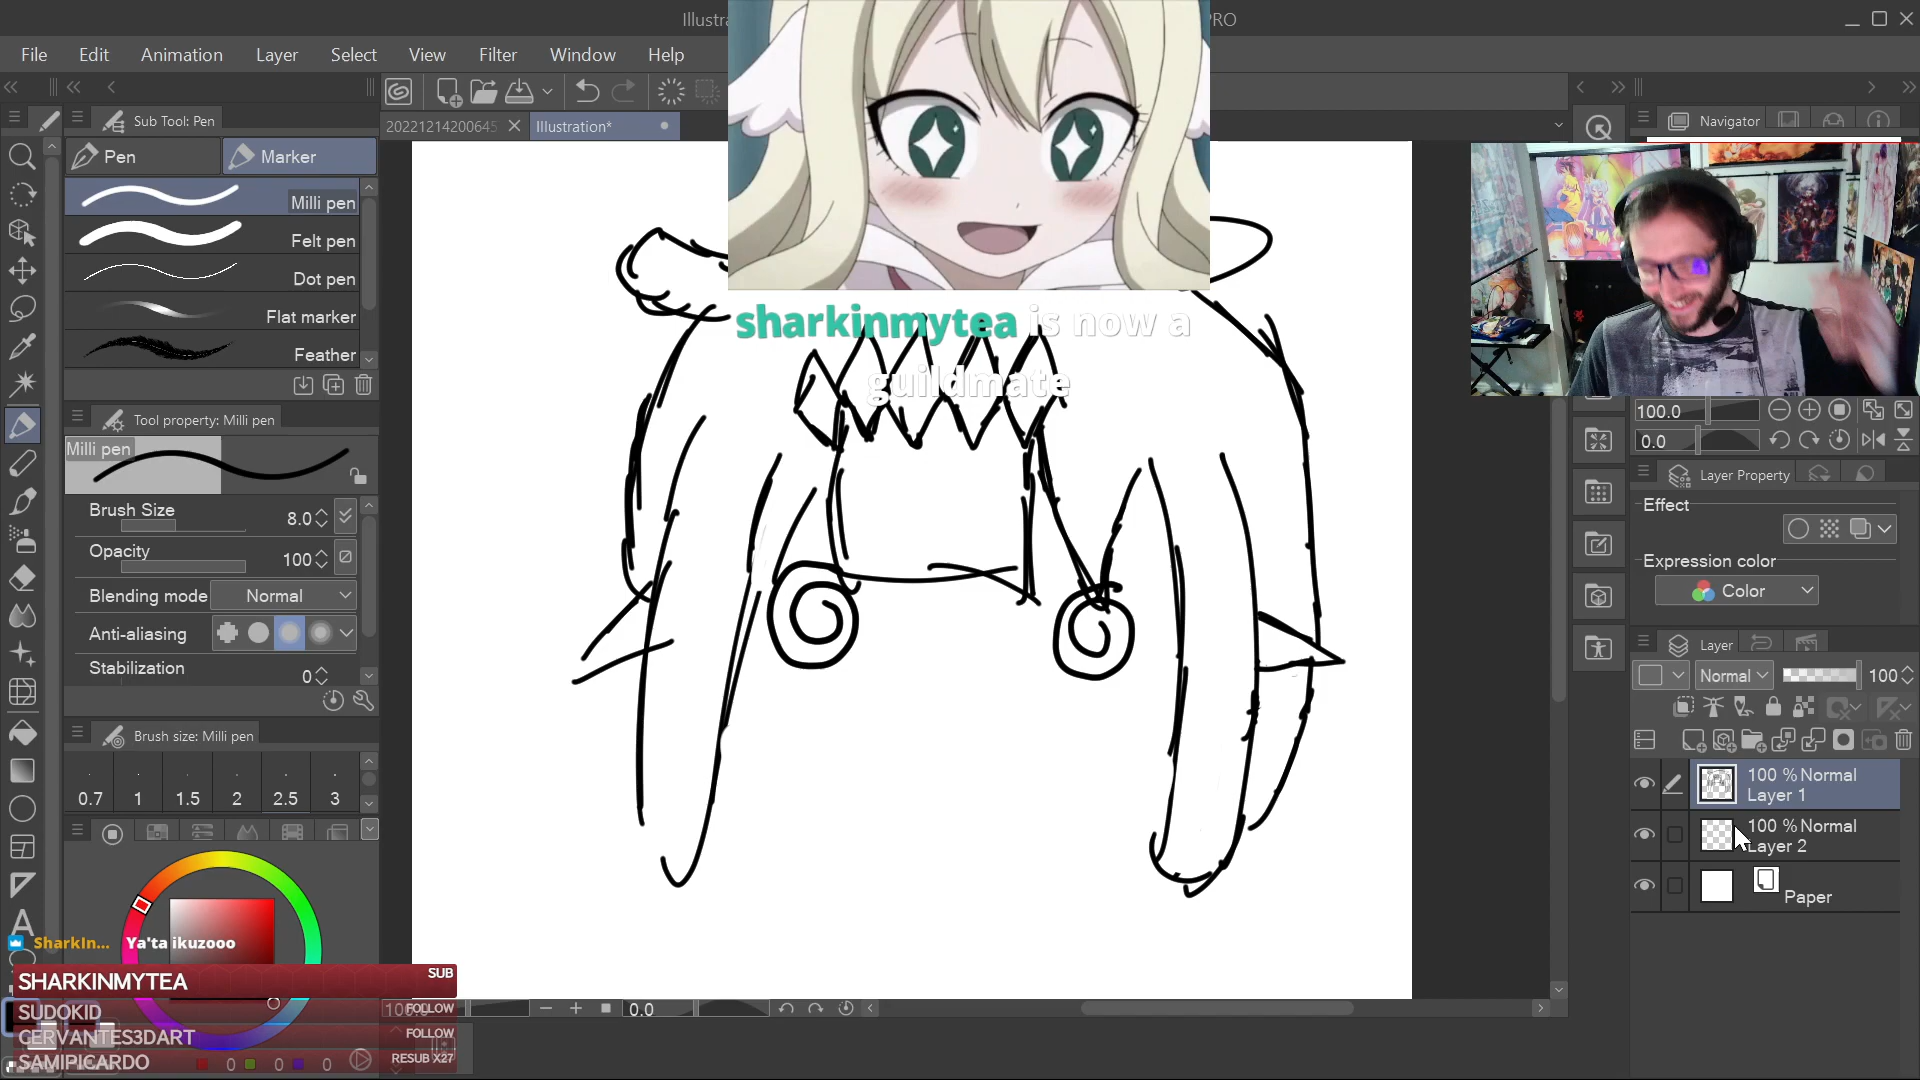 Illustra
PRO
File Edit Animation Layer Select View Filter Window Help
Sub Tool: Pen
20221214200645
Illustration*
Navigator
Pen
Marker
Milli pen
Felt pen
Dot pen
Flat marker
Feather
sharkinmytea is now a
guildmate
100.0
0.0
Tool property: Milli pen
Milli pen
Brush Size 8.0
Opacity 100
Blending mode Normal
Anti-aliasing
Stabilization 0
Layer Property
Effect
Expression color
Color
Layer
Normal 100
Brush size: Milli pen
0.7 1 1.5 2 2.5 3
100 % Normal
Layer 1
100 % Normal
Layer 2
Paper
SharkIn... Ya'ta ikuzooo
SHARKINMYTEA SUB
SUDOKID FOLLOW
CERVANTES3DART FOLLOW
SAMIPICARDO RESUB X27
0.0
0 0 0